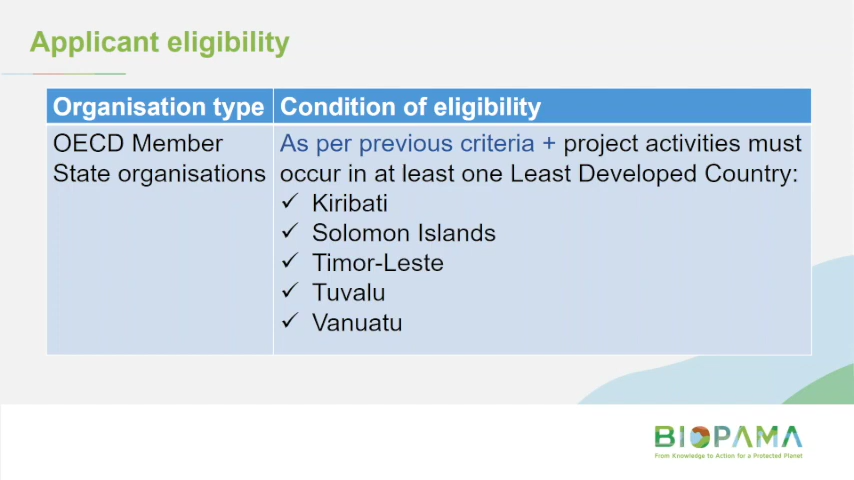 Applicant eligibility
Organisation type
Condition of eligibility
OECD Member
State organisations
As per previous criteria + project activities must
occur in at least one Least Developed Country:
✓ Kiribati
✓ Solomon Islands
✓ Timor-Leste
✓ Tuvalu
✓ Vanuatu
BIOPAMA
From Knowledge to Action for a Protected Planet